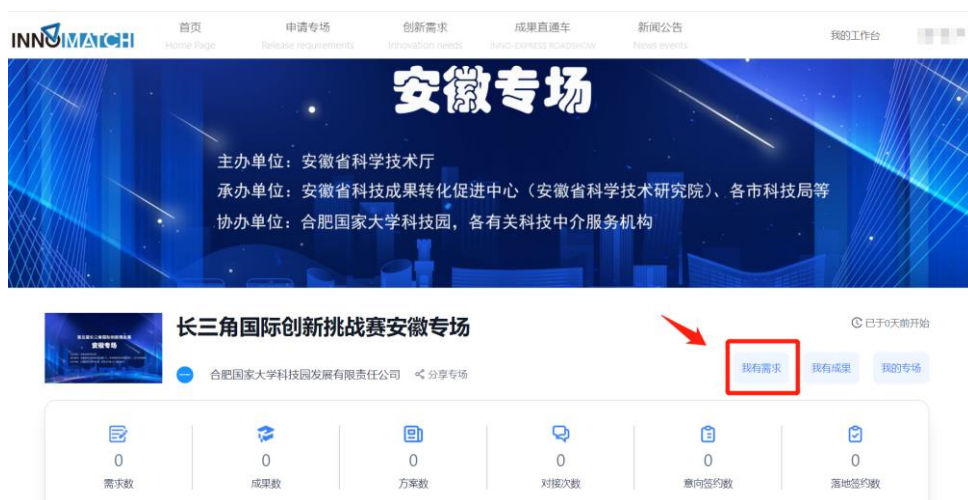 INNOMATCH
首页 申请专场 创新需求 成果直通车 新闻公告 我的工作台
Home Page Release requirements Innovation needs INNO-EXPRESS ROADSHOW News events
安徽专场
主办单位：安徽省科学技术厅
承办单位：安徽省科技成果转化促进中心（安徽省科学技术研究院）、各市科技局等
协办单位：合肥国家大学科技园，各有关科技中介服务机构
安徽专场
长三角国际创新挑战赛安徽专场
已于0天前开始
合肥国家大学科技园发展有限责任公司 分享专场
我有需求 我有成果 我的专场
0 0 0 0 0 0
需求数 成果数 方案数 对接次数 意向签约数 落地签约数